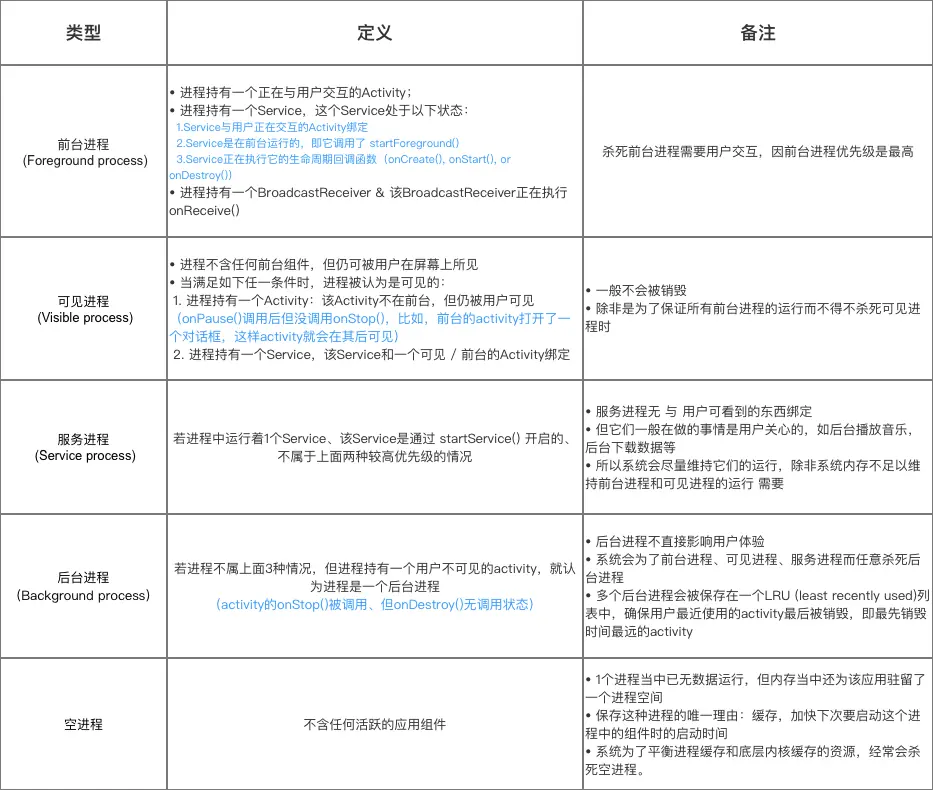 类型
定义
备注
前台进程
(Foreground process)
• 进程持有一个正在与用户交互的Activity；
• 进程持有一个Service，这个Service处于以下状态：
1.Service与用户正在交互的Activity绑定
2.Service是在前台运行的，即它调用了 startForeground()
3.Service正在执行它的生命周期回调函数（onCreate(), onStart(), or
onDestroy()）
• 进程持有一个BroadcastReceiver & 该BroadcastReceiver正在执行
onReceive()
杀死前台进程需要用户交互，因前台进程优先级是最高
可见进程
(Visible process)
• 进程不含任何前台组件，但仍可被用户在屏幕上所见
• 当满足如下任一条件时，进程被认为是可见的：
1. 进程持有一个Activity：该Activity不在前台，但仍被用户可见
（onPause()调用后但没调用onStop()，比如，前台的activity打开了一
个对话框，这样activity就会在其后可见）
2. 进程持有一个Service，该Service和一个可见 / 前台的Activity绑定
• 一般不会被销毁
• 除非是为了保证所有前台进程的运行而不得不杀死可见进
程时
服务进程
(Service process)
若进程中运行着1个Service、该Service是通过 startService() 开启的、
不属于上面两种较高优先级的情况
• 服务进程无 与 用户可看到的东西绑定
• 但它们一般在做的事情是用户关心的，如后台播放音乐，
后台下载数据等
• 所以系统会尽量维持它们的运行，除非系统内存不足以维
持前台进程和可见进程的运行 需要
后台进程
(Background process)
若进程不属上面3种情况，但进程持有一个用户不可见的activity，就认
为进程是一个后台进程
（activity的onStop()被调用、但onDestroy()无调用状态）
• 后台进程不直接影响用户体验
• 系统会为了前台进程、可见进程、服务进程而任意杀死后
台进程
• 多个后台进程会被保存在一个LRU (least recently used)列
表中，确保用户最近使用的activity最后被销毁，即最先销毁
时间最远的activity
空进程
不含任何活跃的应用组件
• 1个进程当中已无数据运行，但内存当中还为该应用驻留了
一个进程空间
• 保存这种进程的唯一理由：缓存，加快下次要启动这个进
程中的组件时的启动时间
• 系统为了平衡进程缓存和底层内核缓存的资源，经常会杀
死空进程。